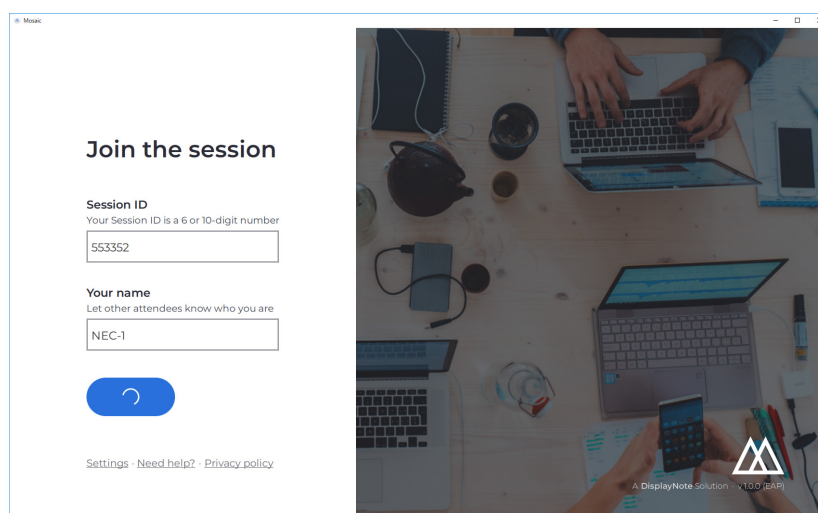 Mosaic
Join the session
Session ID
Your Session ID is a 6 or 10-digit number
553352
Your name
Let other attendees know who you are
NEC-1
Settings · Need help? · Privacy policy
A DisplayNote Solution - v1.0.0 (EAP)